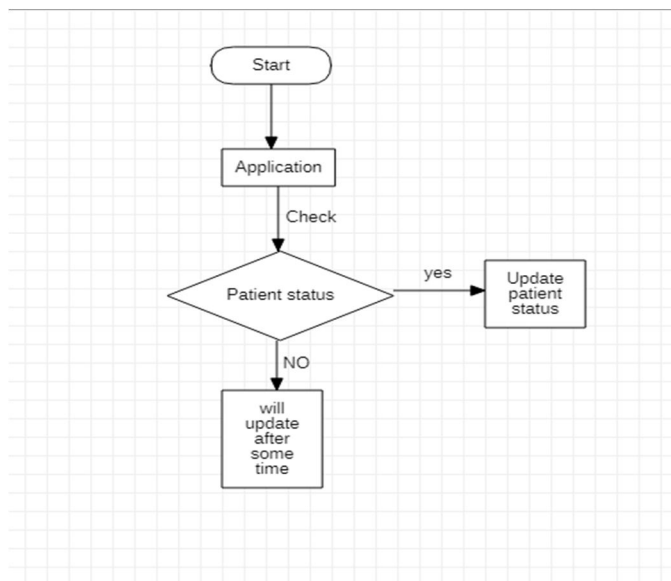 Start
Application
Check
Patient status
yes
Update
patient
status
NO
will
update
after
some
time